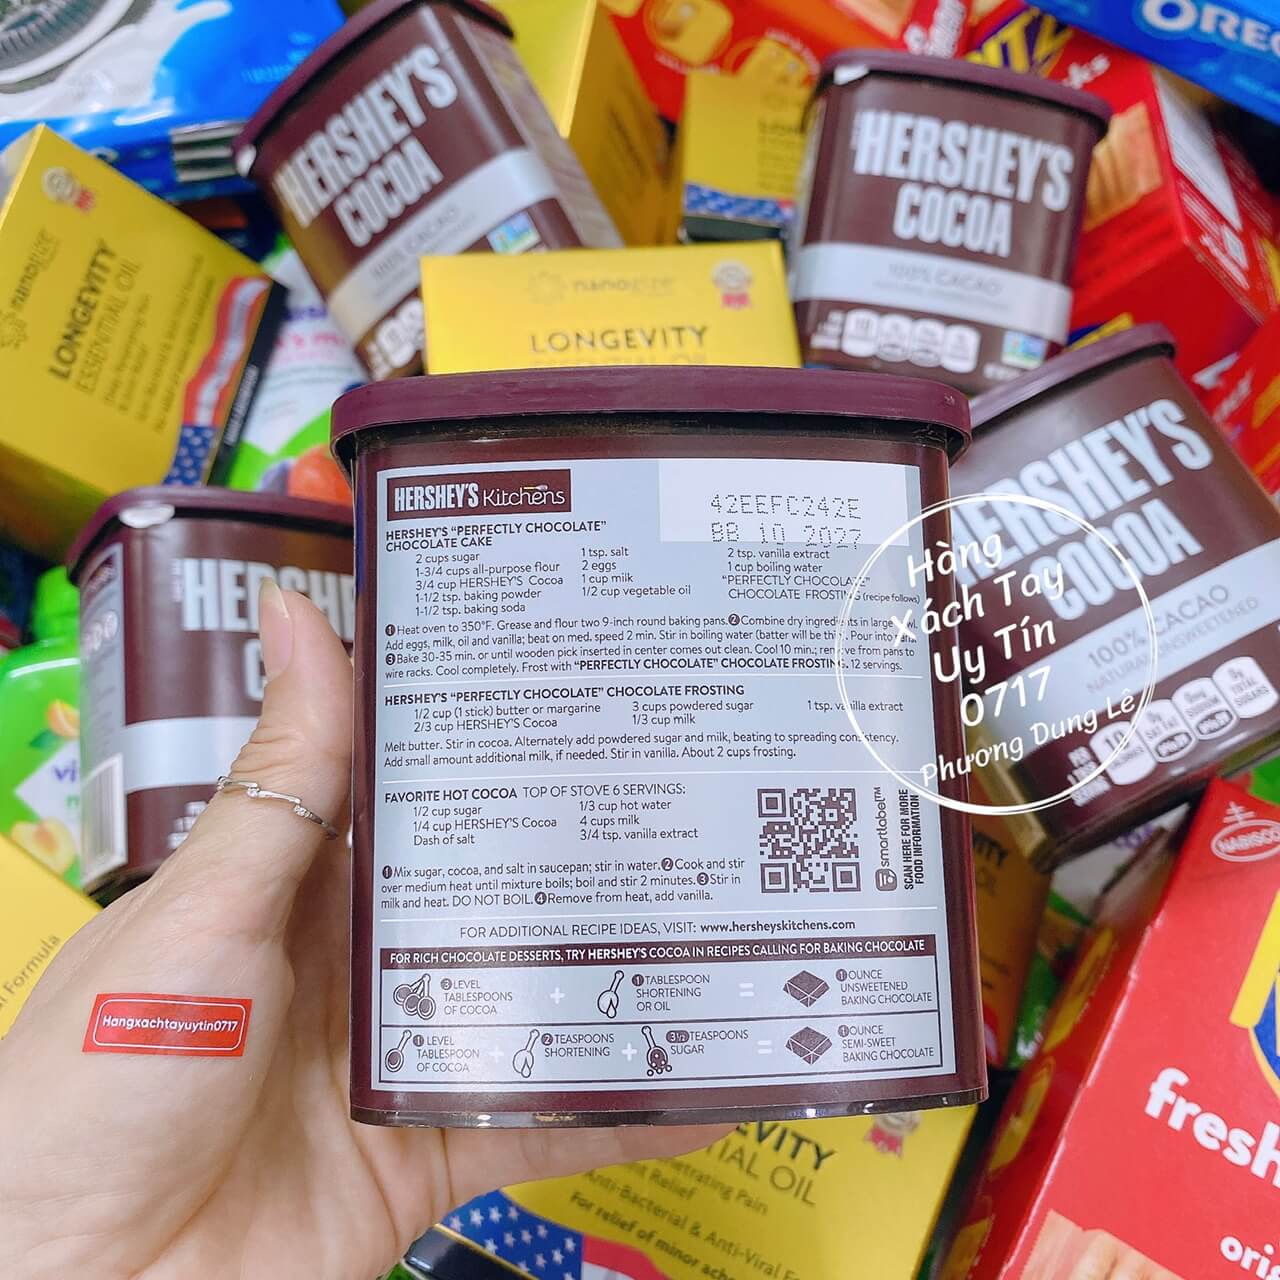 OREO
HERSHEY'S
COCOA
100% CACAO
HERSHEY'S
COCOA
100% CACAO
LONGEVITY
ESSENTIAL OIL
LONGEVITY
HERSHEY'S
COCOA
100% CACAO
NATURAL UNSWEETENED
HERSHEY'S Kitchens
42EEFC242E
BB 10 2027
HERSHEY'S “PERFECTLY CHOCOLATE”
CHOCOLATE CAKE
2 cups sugar
1-3/4 cups all-purpose flour
3/4 cup HERSHEY'S Cocoa
1-1/2 tsp. baking powder
1-1/2 tsp. baking soda
1 tsp. salt
2 eggs
1 cup milk
1/2 cup vegetable oil
2 tsp. vanilla extract
1 cup boiling water
“PERFECTLY CHOCOLATE”
CHOCOLATE FROSTING (recipe follows)
1 Heat oven to 350°F. Grease and flour two 9-inch round baking pans. 2 Combine dry ingredients in large
Add eggs, milk, oil and vanilla; beat on med. speed 2 min. Stir in boiling water (batter will be thin). Pour into pans.
3 Bake 30-35 min. or until wooden pick inserted in center comes out clean. Cool 10 min.; remove from pans to
wire racks. Cool completely. Frost with “PERFECTLY CHOCOLATE” CHOCOLATE FROSTING. 12 servings.
HERSHEY'S “PERFECTLY CHOCOLATE” CHOCOLATE FROSTING
1/2 cup (1 stick) butter or margarine
2/3 cup HERSHEY'S Cocoa
3 cups powdered sugar
1/3 cup milk
1 tsp. vanilla extract
Melt butter. Stir in cocoa. Alternately add powdered sugar and milk, beating to spreading consistency.
Add small amount additional milk, if needed. Stir in vanilla. About 2 cups frosting.
FAVORITE HOT COCOA TOP OF STOVE 6 SERVINGS:
1/2 cup sugar
1/4 cup HERSHEY'S Cocoa
Dash of salt
1/3 cup hot water
4 cups milk
3/4 tsp. vanilla extract
1 Mix sugar, cocoa, and salt in saucepan; stir in water. 2 Cook and stir
over medium heat until mixture boils; boil and stir 2 minutes. 3 Stir in
milk and heat. DO NOT BOIL. 4 Remove from heat, add vanilla.
smartlabel™
SCAN HERE FOR MORE
FOOD INFORMATION
FOR ADDITIONAL RECIPE IDEAS, VISIT: www.hersheyskitchens.com
FOR RICH CHOCOLATE DESSERTS, TRY HERSHEY'S COCOA IN RECIPES CALLING FOR BAKING CHOCOLATE
3 LEVEL
TABLESPOONS
OF COCOA
+
1 TABLESPOON
SHORTENING
OR OIL
=
1 OUNCE
UNSWEETENED
BAKING CHOCOLATE
1 LEVEL
TABLESPOON
OF COCOA
+
2 TEASPOONS
SHORTENING
+
3 1/2 TEASPOONS
SUGAR
=
1 OUNCE
SEMI-SWEET
BAKING CHOCOLATE
Hàng
Xách Tay
Uy Tín
0717
Phương Dung Lê
Hangxachtayuytin0717
NABISCO